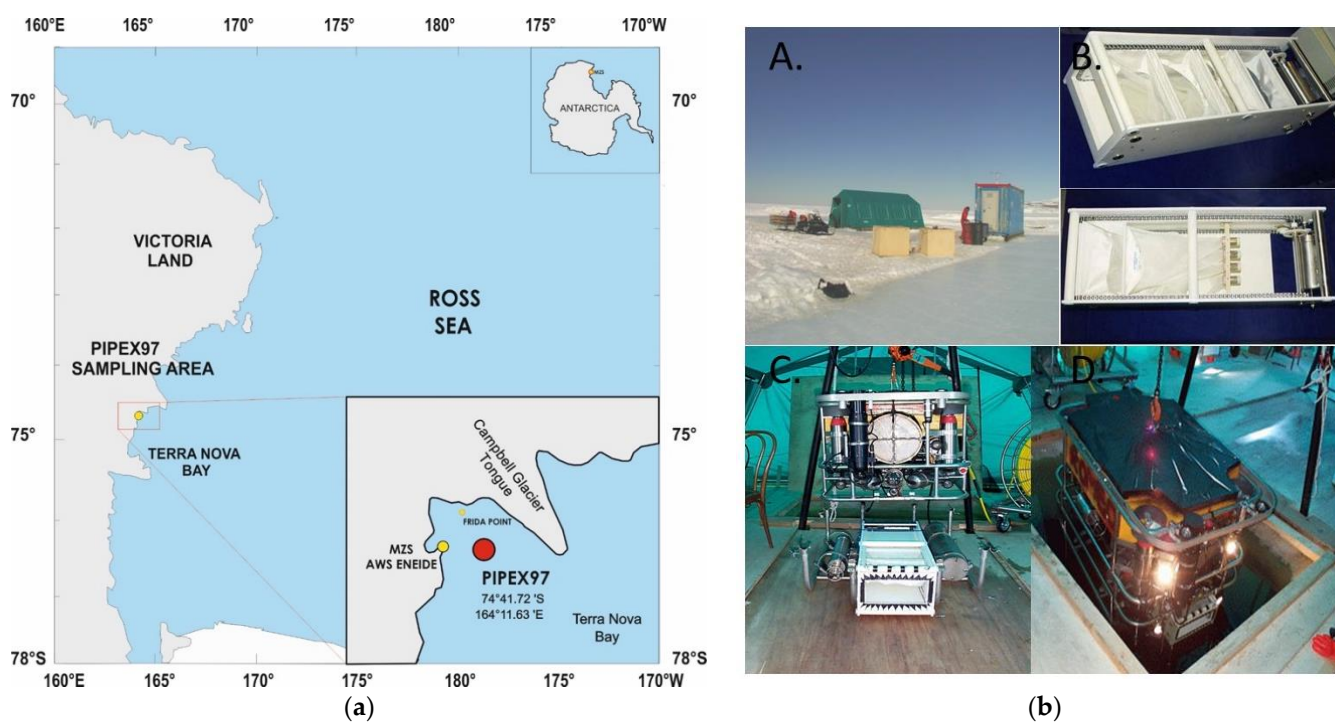 160°E 165° 170° 175° 180° 175° 170°W
70° 70°
MZS
ANTARCTICA
VICTORIA
LAND
ROSS
SEA
PIPEX97
SAMPLING AREA
75° 75°
TERRA NOVA
BAY
Campbell Glacier
Tongue
FRIDA POINT
MZS
AWS ENEIDE
PIPEX97
74°41.72 'S
164°11.63 'E
Terra Nova
Bay
78°S 78°S
160°E 165° 170° 175° 180° 175° 170°W
(a)
A.
B.
C.
D.
(b)